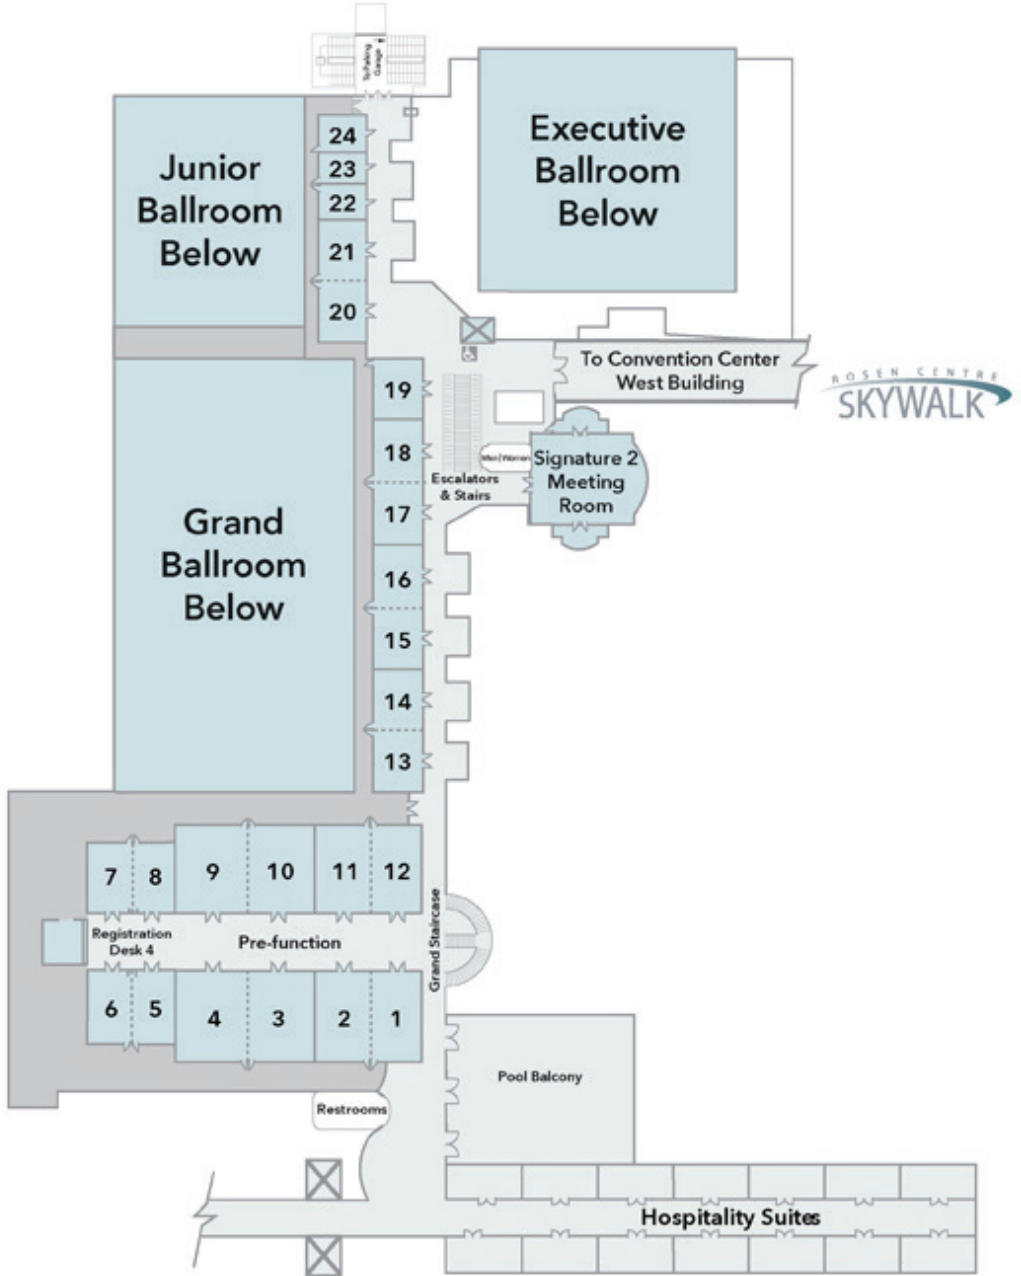 To Parking
Garage
Executive
Ballroom
Below
Junior
Ballroom
Below
24
23
22
21
20
To Convention Center
West Building
ROSEN CENTRE
SKYWALK
19
18
17
16
15
14
13
Men/Women
Signature 2
Meeting
Room
Escalators
& Stairs
Grand
Ballroom
Below
7
8
9
10
11
12
Registration
Desk 4
Pre-function
Grand Staircase
6
5
4
3
2
1
Pool Balcony
Restrooms
Hospitality Suites